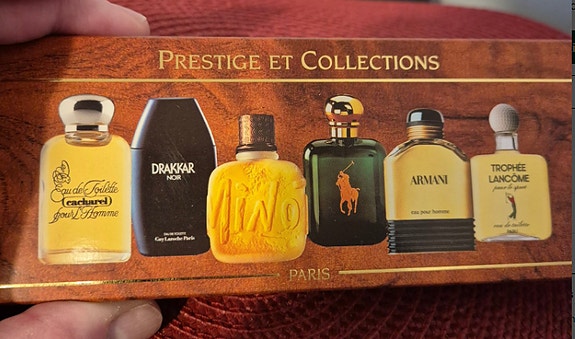 PRESTIGE ET COLLECTIONS
Eau de Toilette
cacharel
pour L'Homme
DRAKKAR
NOIR
EAU DE TOILETTE
Guy Laroche Paris
ARMANI
eau pour homme
TROPHÉE
LANCÔME
pour le sport
eau de toilette
PARIS